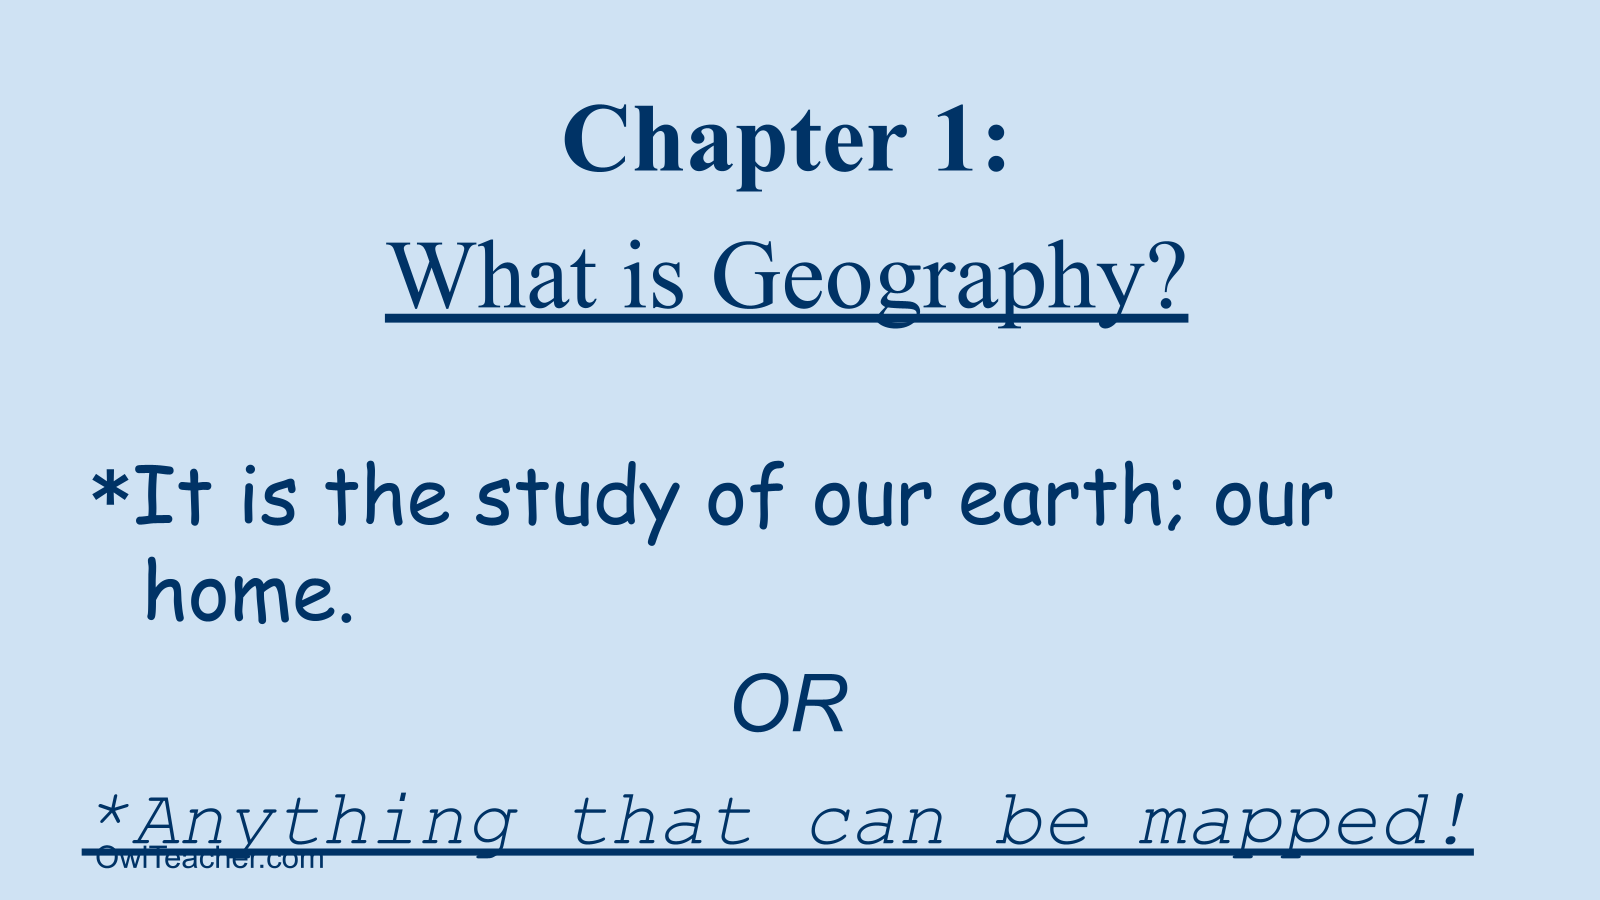 Chapter 1:
What is Geography?
*It is the study of our earth; our
home.
OR
*Anything that can be mapped!
OwlTeacher.com